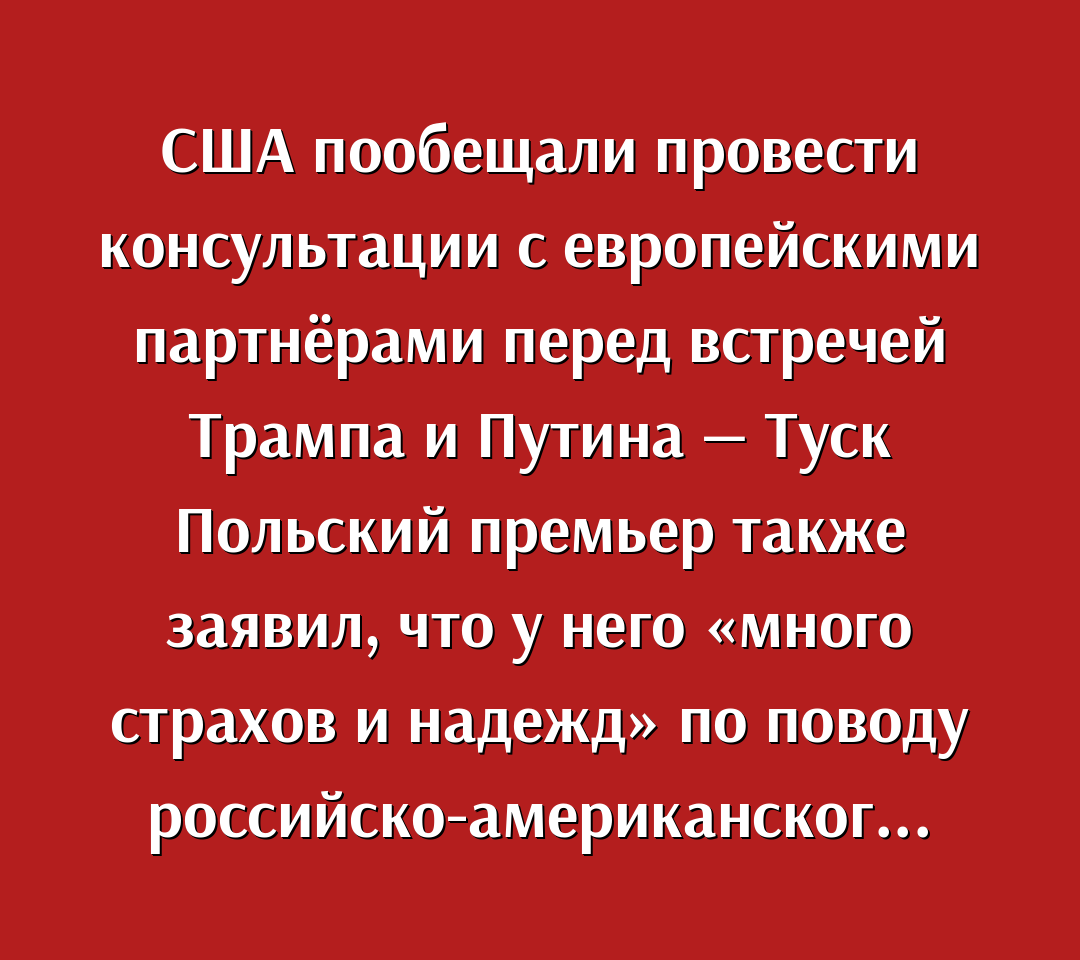 США пообещали провести
консультации с европейскими
партнёрами перед встречей
Трампа и Путина — Туск
Польский премьер также
заявил, что у него «много
страхов и надежд» по поводу
российско-американског...